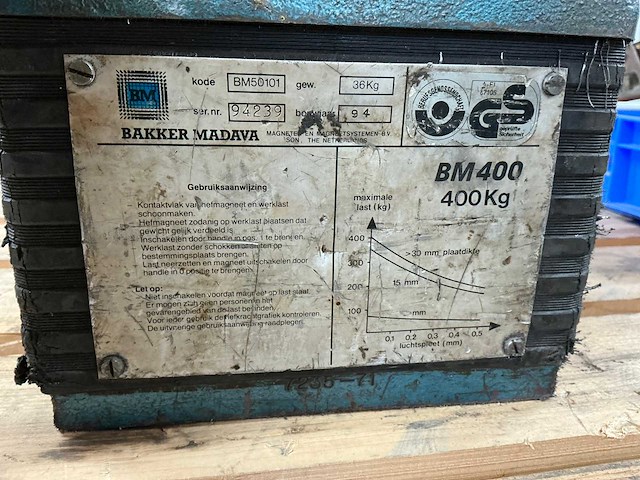 BM
kode BM50101 gew. 36Kg
ser.nr. 94239 bouwjaar 94
BAKKER MADAVA
MAGNETEN EN MAGNEETSYSTEMEN B.V.
SON, THE NETHERLANDS
GS
geprüfte
Sicherheit
BM400
400Kg
Gebruiksaanwijzing
Kontaktvlak van hefmagneet en werklast
schoonmaken.
Hefmagneet zodanig op werklast plaatsen dat
gewicht gelijk verdeeld is.
Inschakelen door handle in pos. 1 te brengen.
Werklast zonder schokken of stoten op
bestemmingsplaats brengen.
Last neerzetten en magneet uitschakelen door
handle in 0 positie te brengen.
Let op:
Niet inschakelen voordat magneet op last staat.
Er mogen zich geen personen in het
gevarengebied van de last bevinden.
Voor ieder gebruik de hefkrachtgrafiek kontroleren.
De uitvoerige gebruiksaanwijzing raadplegen.
maximale
last (kg)
400
300
200
100
>30 mm plaatdikte
15 mm
mm
0,1 0,2 0,3 0,4 0,5
luchtspleet (mm)